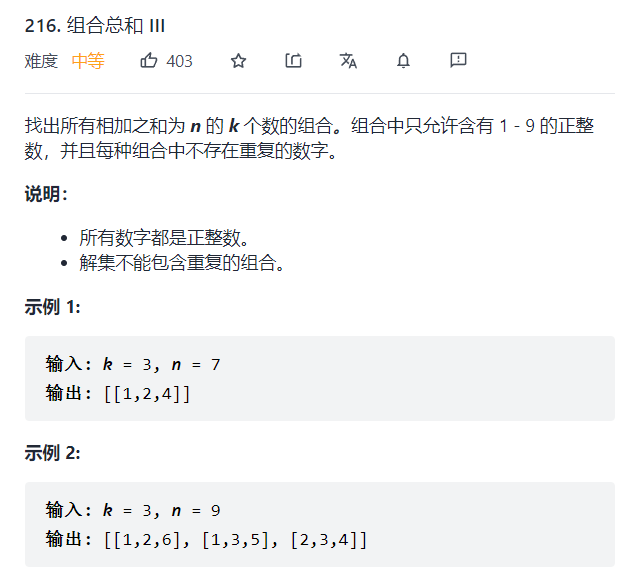 216. 组合总和 III
难度 中等 403
找出所有相加之和为 n 的 k 个数的组合。组合中只允许含有 1 - 9 的正整
数，并且每种组合中不存在重复的数字。
说明：
• 所有数字都是正整数。
• 解集不能包含重复的组合。
示例 1:
输入: k = 3, n = 7
输出: [[1,2,4]]
示例 2:
输入: k = 3, n = 9
输出: [[1,2,6], [1,3,5], [2,3,4]]